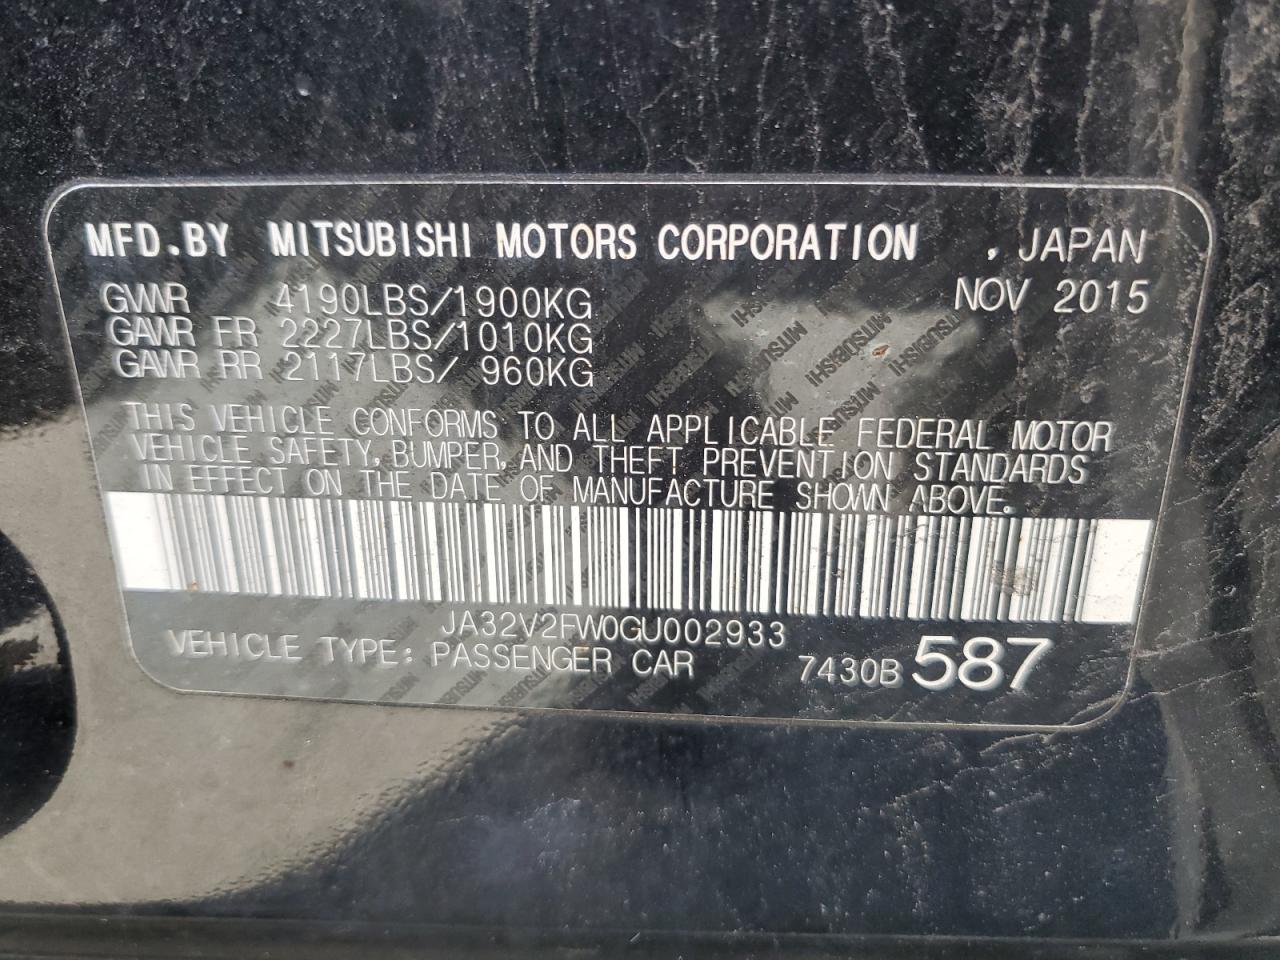 MFD.BY MITSUBISHI MOTORS CORPORATION , JAPAN
GVWR 4190LBS/1900KG NOV 2015
GAWR FR 2227LBS/1010KG
GAWR RR 2117LBS/ 960KG
THIS VEHICLE CONFORMS TO ALL APPLICABLE FEDERAL MOTOR
VEHICLE SAFETY, BUMPER, AND THEFT PREVENTION STANDARDS
IN EFFECT ON THE DATE OF MANUFACTURE SHOWN ABOVE.
JA32V2FW0GU002933
VEHICLE TYPE: PASSENGER CAR 7430B 587